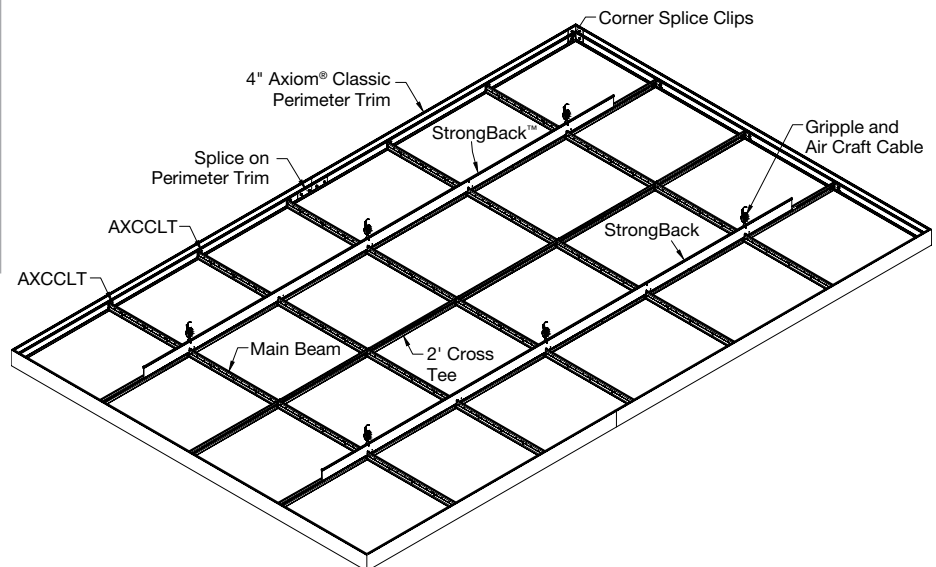 Corner Splice Clips
4" Axiom® Classic
Perimeter Trim
StrongBack™
Gripple and
Air Craft Cable
Splice on
Perimeter Trim
AXCCLT
StrongBack
AXCCLT
Main Beam
2' Cross
Tee